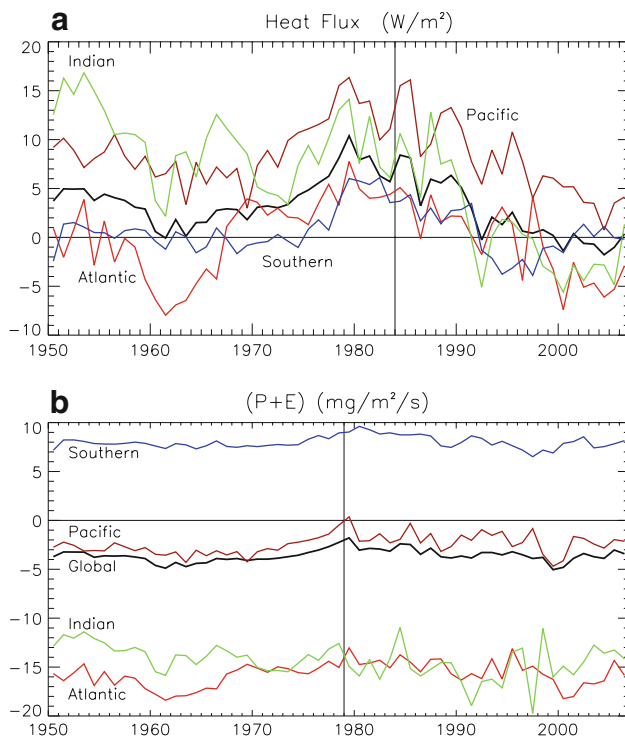 a Heat Flux (W/m²)
20
15
10
5
0
−5
−10
Indian
Pacific
Atlantic
Southern
1950 1960 1970 1980 1990 2000
b (P+E) (mg/m²/s)
10
5
0
−5
−10
−15
−20
Southern
Pacific
Global
Indian
Atlantic
1950 1960 1970 1980 1990 2000